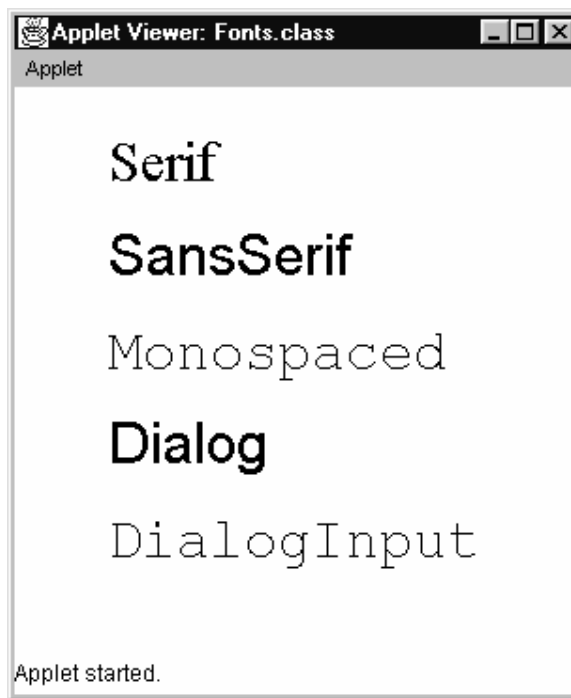 Applet Viewer: Fonts.class
Applet
Serif
SansSerif
Monospaced
Dialog
DialogInput
Applet started.